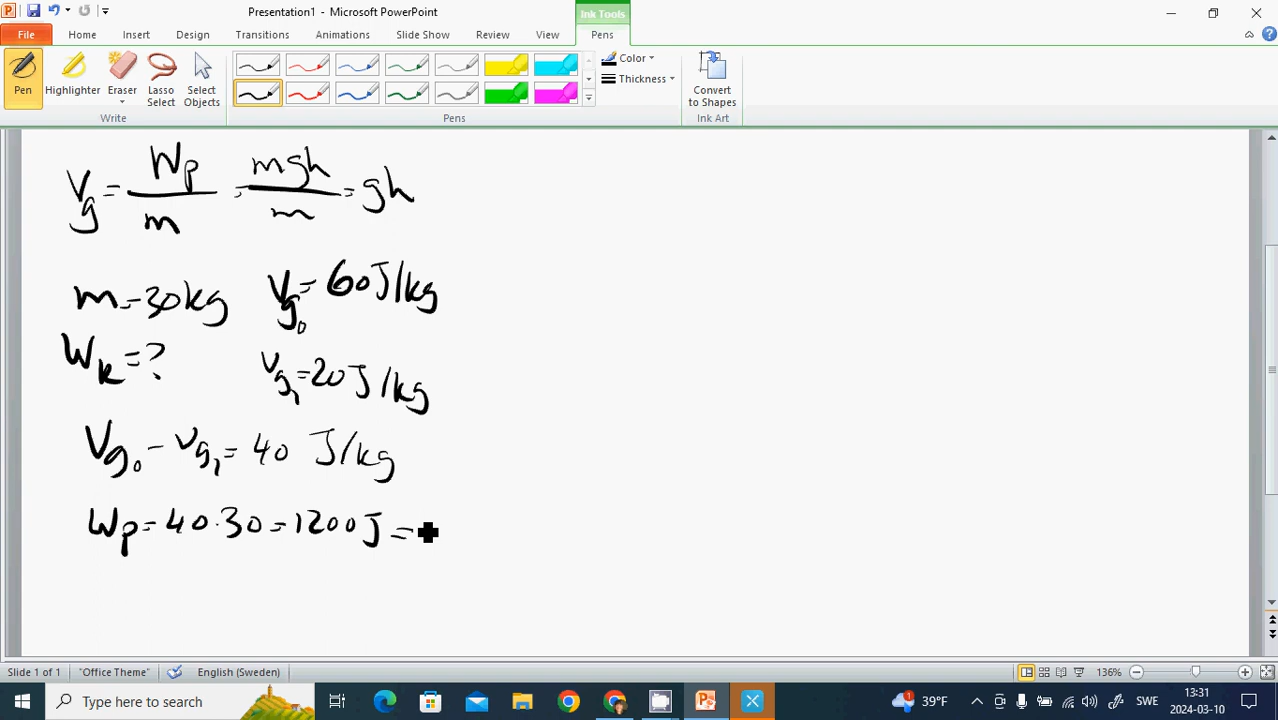 Presentation1 - Microsoft PowerPoint
Ink Tools
File Home Insert Design Transitions Animations Slide Show Review View Pens
Pen Highlighter Eraser Lasso Select Select Objects
Color
Thickness
Convert to Shapes
Write Pens Ink Art
Vg = Wp/m = mgh/m = gh
m = 30kg Vg0 = 60J/kg
Wk = ? Vg1 = 20J/kg
Vg0 - Vg1 = 40 J/kg
Wp = 40·30 = 1200J =
Slide 1 of 1 "Office Theme" English (Sweden) 136%
Type here to search 1 39°F SWE 13:31
2024-03-10